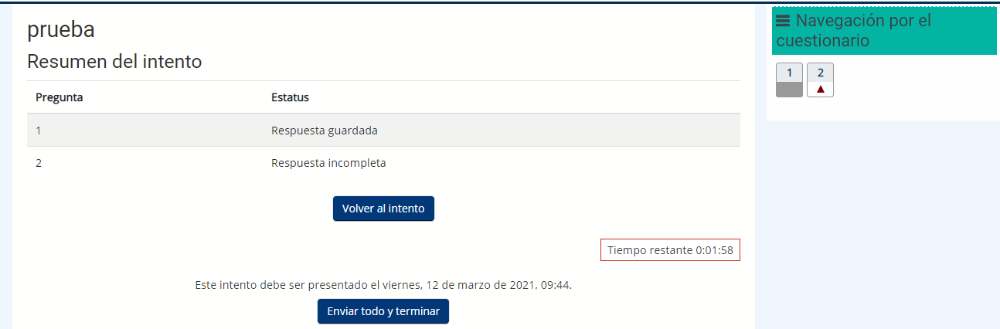 prueba
Resumen del intento
Pregunta Estatus
1 Respuesta guardada
2 Respuesta incompleta
Volver al intento
Tiempo restante 0:01:58
Este intento debe ser presentado el viernes, 12 de marzo de 2021, 09:44.
Enviar todo y terminar
Navegación por el
cuestionario
1 2